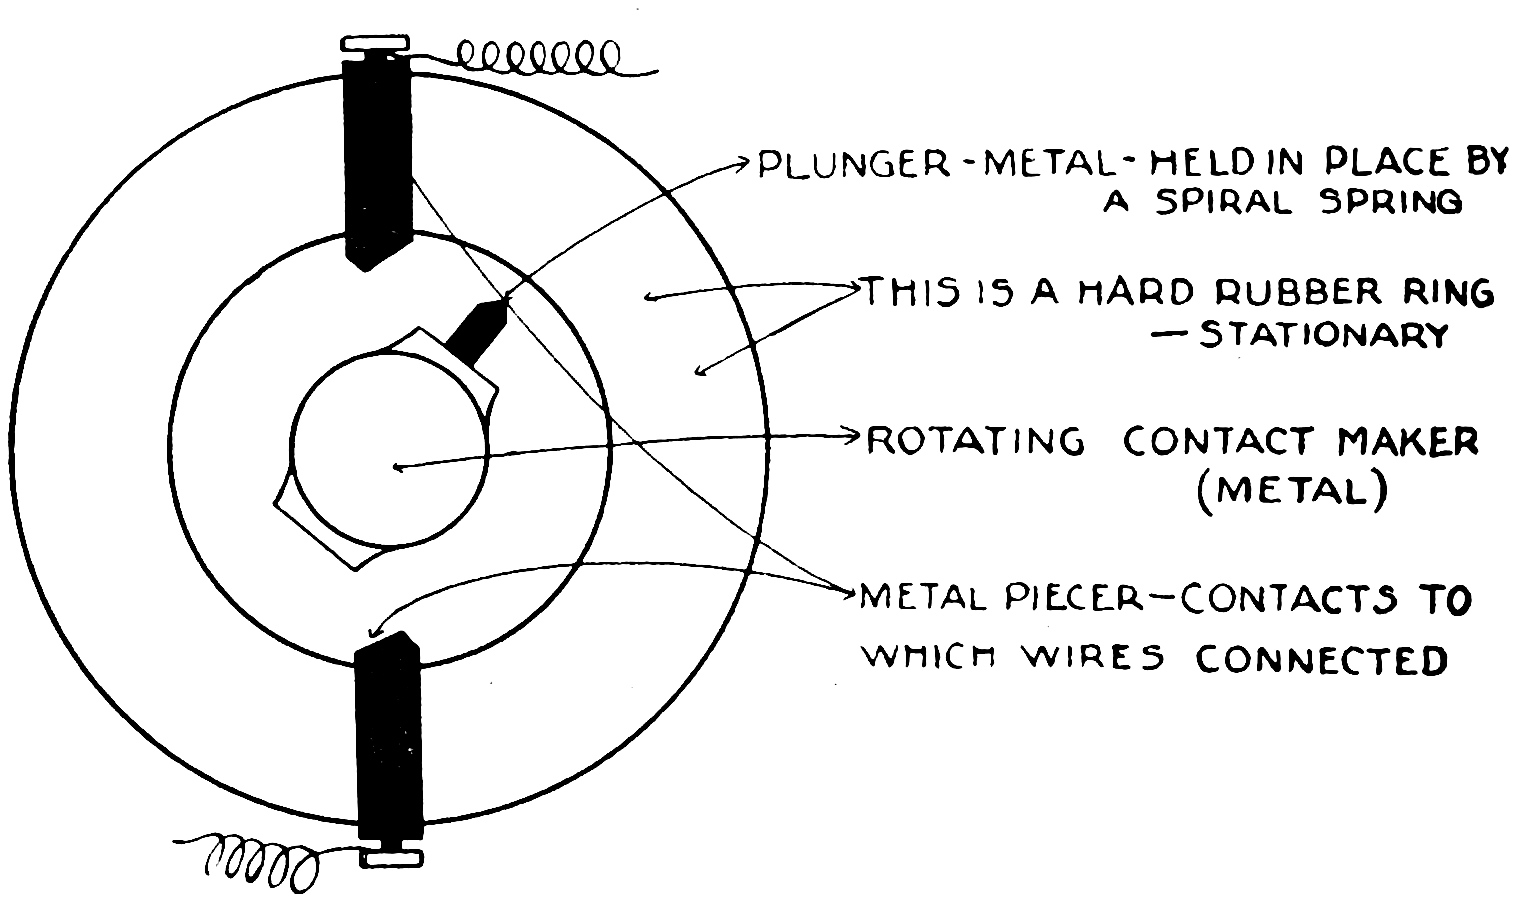 PLUNGER-METAL-HELD IN PLACE BY
A SPIRAL SPRING
THIS IS A HARD RUBBER RING
—STATIONARY
ROTATING CONTACT MAKER
(METAL)
METAL PIECER—CONTACTS TO
WHICH WIRES CONNECTED